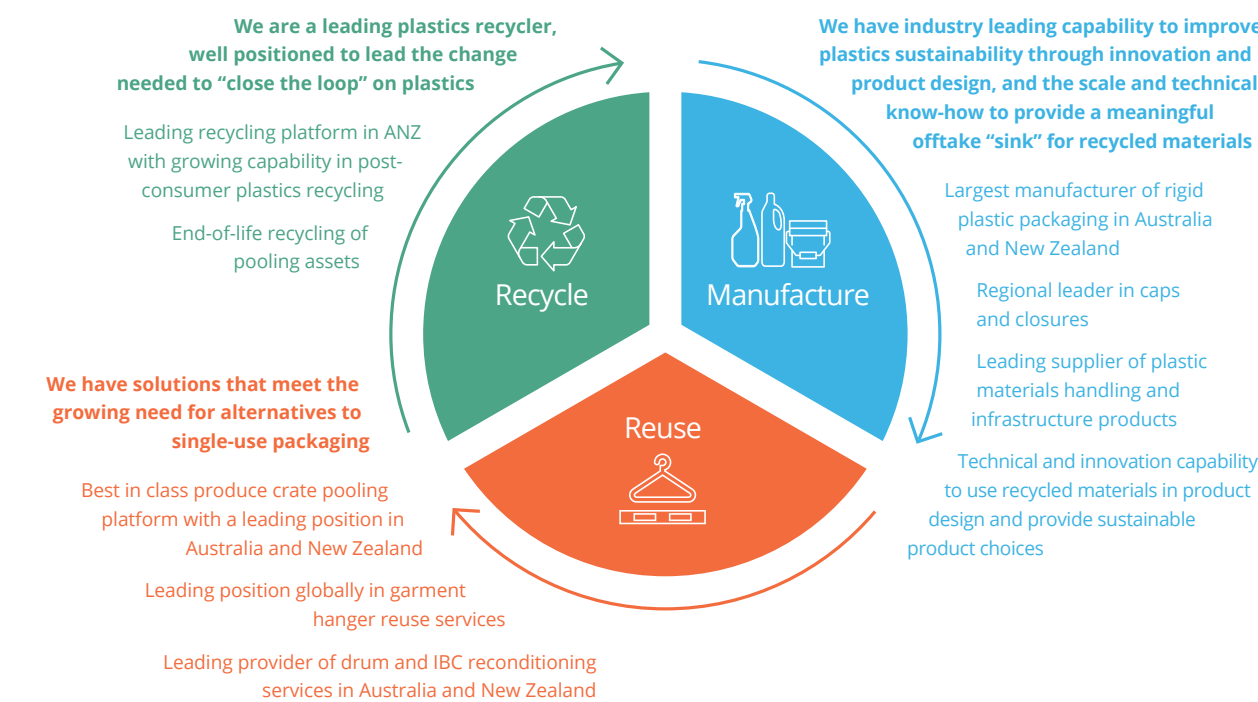 We are a leading plastics recycler,
well positioned to lead the change
needed to “close the loop” on plastics
Leading recycling platform in ANZ
with growing capability in post-
consumer plastics recycling
End-of-life recycling of
pooling assets
Recycle
We have industry leading capability to improve
plastics sustainability through innovation and
product design, and the scale and technical
know-how to provide a meaningful
offtake “sink” for recycled materials
Largest manufacturer of rigid
plastic packaging in Australia
and New Zealand
Regional leader in caps
and closures
Leading supplier of plastic
materials handling and
infrastructure products
Technical and innovation capability
to use recycled materials in product
design and provide sustainable
product choices
Manufacture
We have solutions that meet the
growing need for alternatives to
single-use packaging
Best in class produce crate pooling
platform with a leading position in
Australia and New Zealand
Leading position globally in garment
hanger reuse services
Leading provider of drum and IBC reconditioning
services in Australia and New Zealand
Reuse